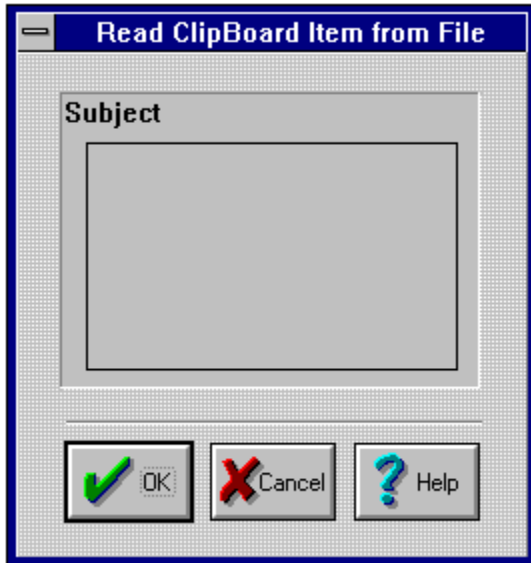 Read ClipBoard Item from File
Subject
OK
Cancel
Help